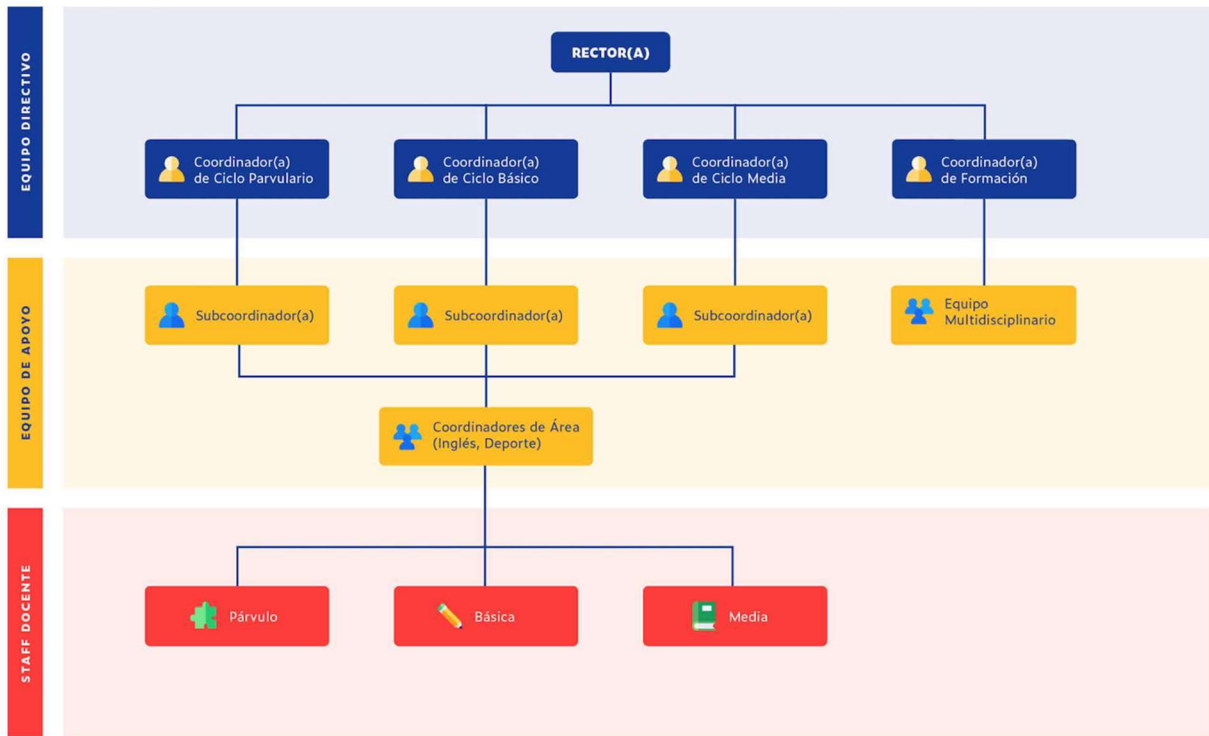 EQUIPO DIRECTIVO
RECTOR(A)
Coordinador(a)
de Ciclo Parvulario
Coordinador(a)
de Ciclo Básico
Coordinador(a)
de Ciclo Media
Coordinador(a)
de Formación
EQUIPO DE APOYO
Subcoordinador(a)
Subcoordinador(a)
Subcoordinador(a)
Equipo
Multidisciplinario
Coordinadores de Área
(Inglés, Deporte)
STAFF DOCENTE
Párvulo
Básica
Media